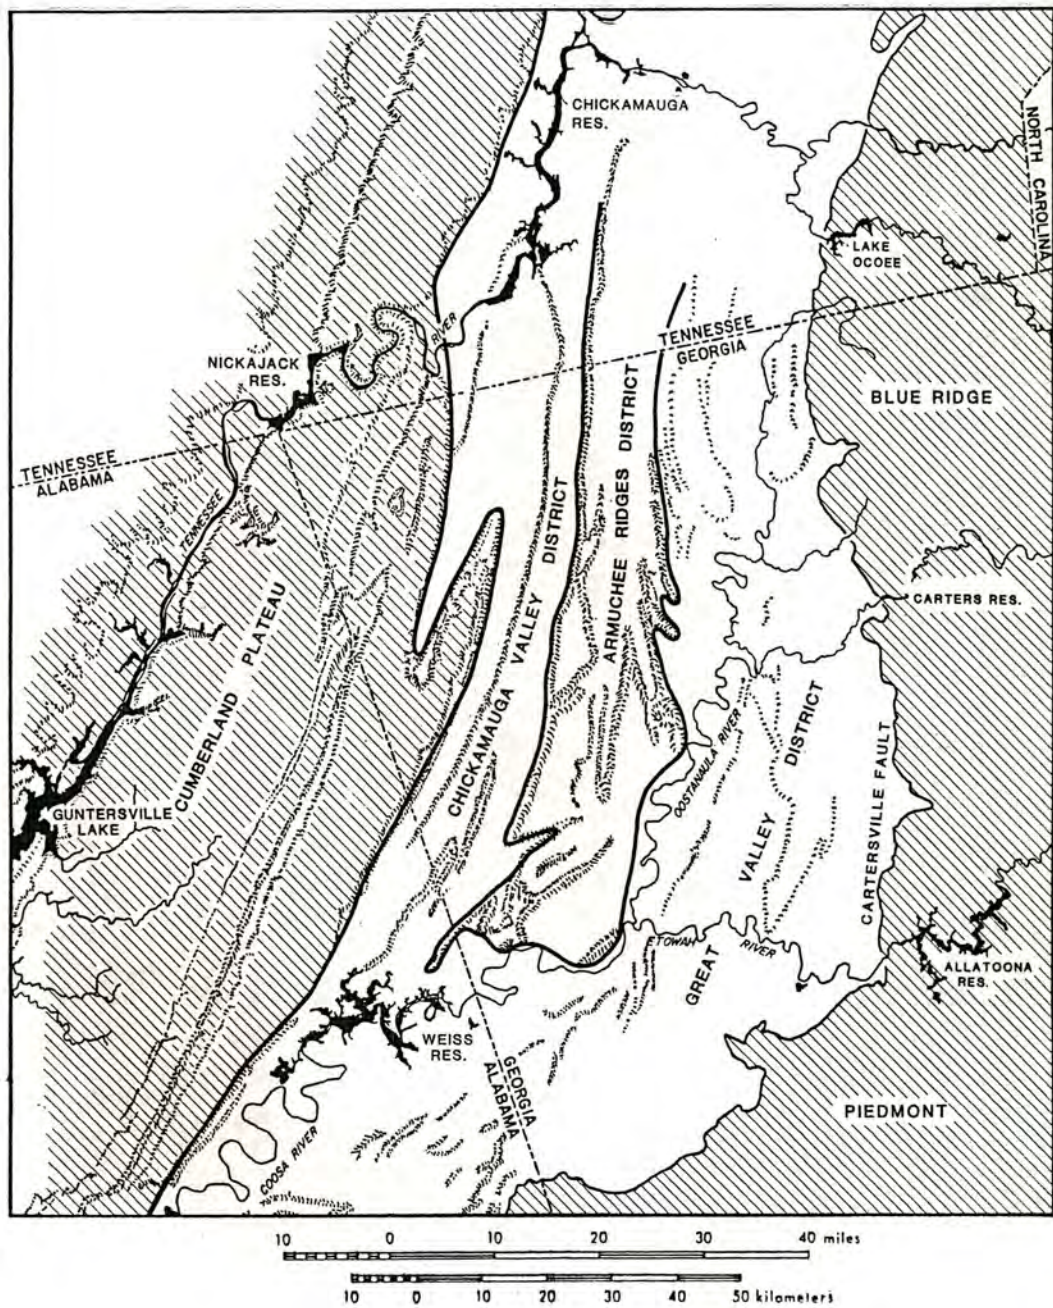 CHICKAMAUGA
RES.
NORTH CAROLINA
LAKE
OCOEE
RIVER
TENNESSEE
GEORGIA
NICKAJACK
RES.
BLUE RIDGE
TENNESSEE
ALABAMA
TENNESSEE
CUMBERLAND PLATEAU
CHICKAMAUGA VALLEY DISTRICT
ARMUCHEE RIDGES DISTRICT
CARTERS RES.
GUNTERSVILLE
LAKE
OOSTANAULA RIVER
GREAT VALLEY DISTRICT
CARTERSVILLE FAULT
ETOWAH RIVER
ALLATOONA
RES.
WEISS
RES.
GEORGIA
ALABAMA
PIEDMONT
COOSA RIVER
10 0 10 20 30 40 miles
10 0 10 20 30 40 50 kilometers